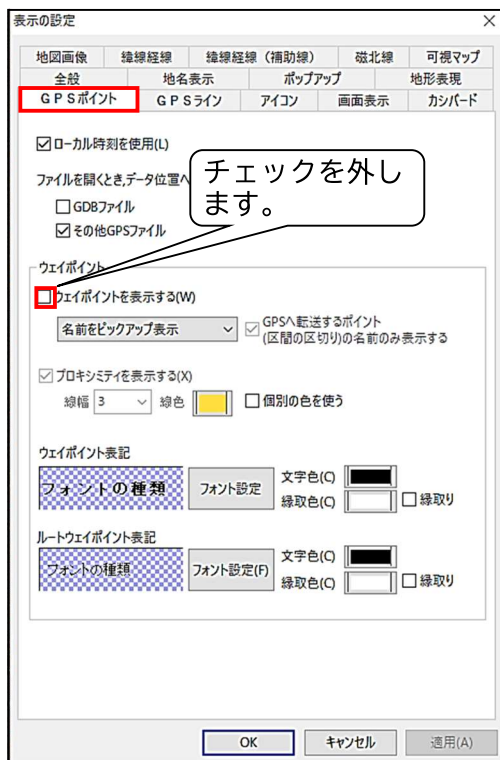 表示の設定
地図画像 緯線経線 緯線経線（補助線） 磁北線 可視マップ
全般 地名表示 ポップアップ 地形表現
ＧＰＳポイント ＧＰＳライン アイコン 画面表示 カシバード
ローカル時刻を使用(L)
チェックを外し
ます。
ファイルを開くとき,データ位置へ
GDBファイル
その他GPSファイル
ウェイポイント
ウェイポイントを表示する(W)
名前をピックアップ表示 GPSへ転送するポイント
(区間の区切り)の名前のみ表示する
プロキシミティを表示する(X)
線幅 3 線色 個別の色を使う
ウェイポイント表記
フォントの種類 フォント設定 文字色(C)
縁取色(C) 縁取り
ルートウェイポイント表記
フォントの種類 フォント設定(F) 文字色(C)
縁取色(C) 縁取り
OK キャンセル 適用(A)